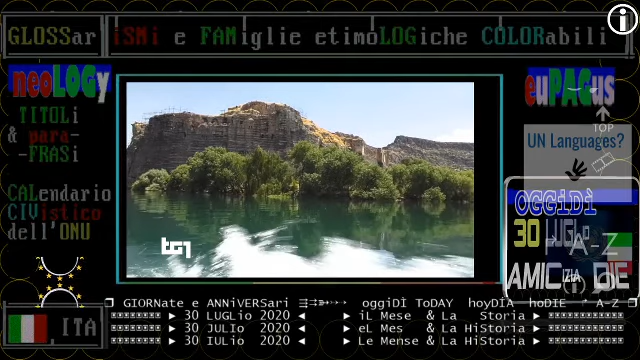 GLOSSar iSMi e FAMiglie etimoLOGiche COLORabili
neoLOGy
euPAGus
TITOLi
& para-
-FRASi
TOP
UN Languages?
CALendario
CIVistico
dell'ONU
OGGiDÌ
30 LUGLiO
A-Z
AMiCiZiA
tg1
GIORNate e ANNiVERSari oggiDÌ ToDAY hoyDÍA hoDIE A-Z
30 LUGLio 2020 iL Mese & La Storia
30 JULIo 2020 eL Mes & La HiStoria
30 IULio 2020 Le Mense & La HiStoria
ITA